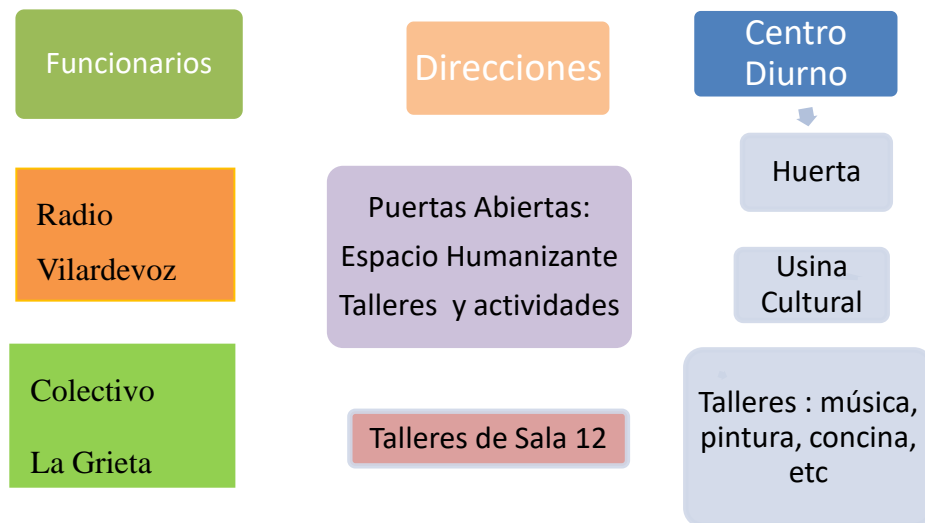 Funcionarios
Direcciones
Centro
Diurno
Huerta
Radio
Vilardevoz
Puertas Abiertas:
Espacio Humanizante
Talleres y actividades
Usina
Cultural
Colectivo
La Grieta
Talleres de Sala 12
Talleres : música,
pintura, concina,
etc